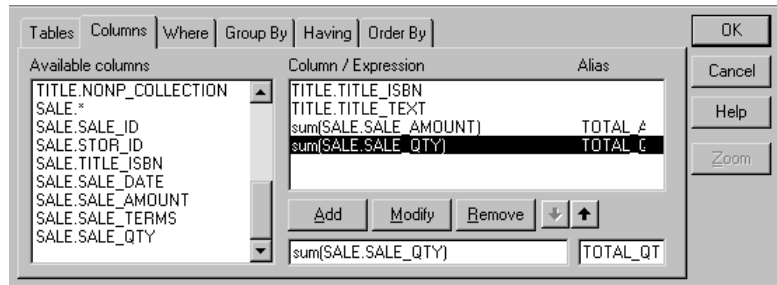 Tables Columns Where Group By Having Order By
OK
Cancel
Help
Zoom
Available columns
TITLE.NONP_COLLECTION
SALE.*
SALE.SALE_ID
SALE.STOR_ID
SALE.TITLE_ISBN
SALE.SALE_DATE
SALE.SALE_AMOUNT
SALE.SALE_TERMS
SALE.SALE_QTY
Column / Expression Alias
TITLE.TITLE_ISBN
TITLE.TITLE_TEXT
sum(SALE.SALE_AMOUNT) TOTAL_A
sum(SALE.SALE_QTY) TOTAL_Q
Add Modify Remove
sum(SALE.SALE_QTY) TOTAL_QT